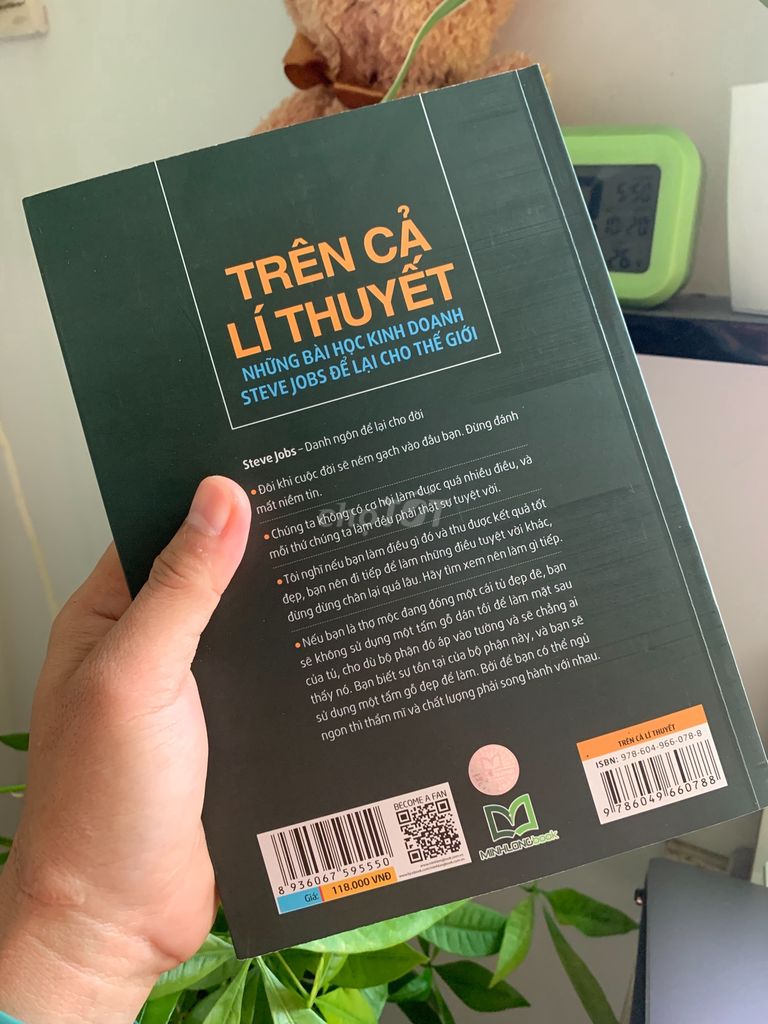 TRÊN CẢ
LÍ THUYẾT
NHỮNG BÀI HỌC KINH DOANH
STEVE JOBS ĐỂ LẠI CHO THẾ GIỚI
Steve Jobs – Danh ngôn để lại cho đời
• Đôi khi cuộc đời sẽ ném gạch vào đầu bạn. Đừng đánh
mất niềm tin.
• Chúng ta không có cơ hội làm được quá nhiều điều, và
mỗi thứ chúng ta làm đều phải thật sự tuyệt vời.
• Tôi nghĩ nếu bạn làm điều gì đó và thu được kết quả tốt
đẹp, bạn nên đi tiếp để làm những điều tuyệt vời khác,
đừng dừng chân lại quá lâu. Hãy tìm xem nên làm gì tiếp.
• Nếu bạn là thợ mộc đang đóng một cái tủ đẹp đẽ, bạn
sẽ không sử dụng một tấm gỗ dán tồi để làm mặt sau
của tủ, cho dù bộ phận đó áp vào tường và sẽ chẳng ai
thấy nó. Bạn biết sự tồn tại của bộ phận này, và bạn sẽ
sử dụng một tấm gỗ đẹp để làm. Bởi để bạn có thể ngủ
ngon thì thẩm mĩ và chất lượng phải song hành với nhau.
chợTỐT
TRÊN CẢ LÍ THUYẾT
ISBN: 978-604-966-078-8
9 786049 660788
BECOME A FAN
8 936067 595550
Giá: 118.000 VNĐ
MINHLONGbook